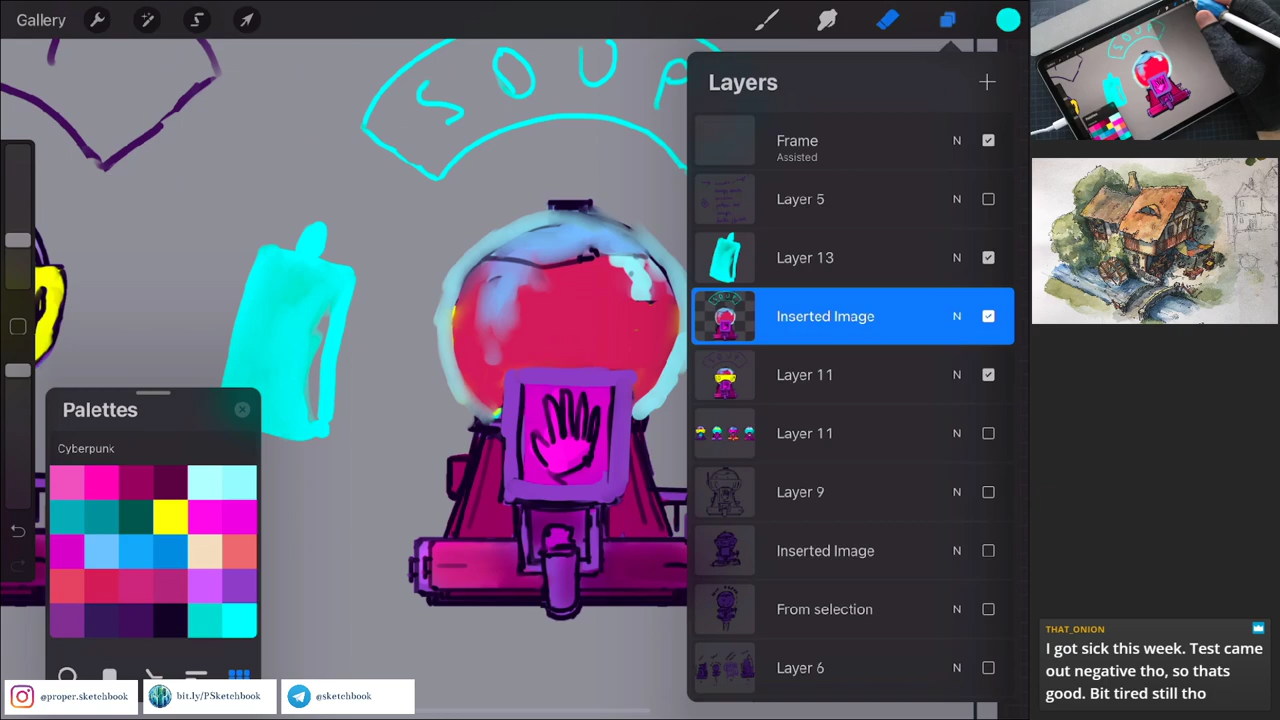 Gallery
SOUP
Layers
Frame N
Assisted
Layer 5 N
Layer 13 N
Inserted Image N
Layer 11 N
Layer 11 N
Layer 9 N
Inserted Image N
From selection N
Layer 6 N
Palettes
Cyberpunk
@proper.sketchbook
bit.ly/PSketchbook
@sketchbook
THAT_ONION
I got sick this week. Test came
out negative tho, so thats
good. Bit tired still tho